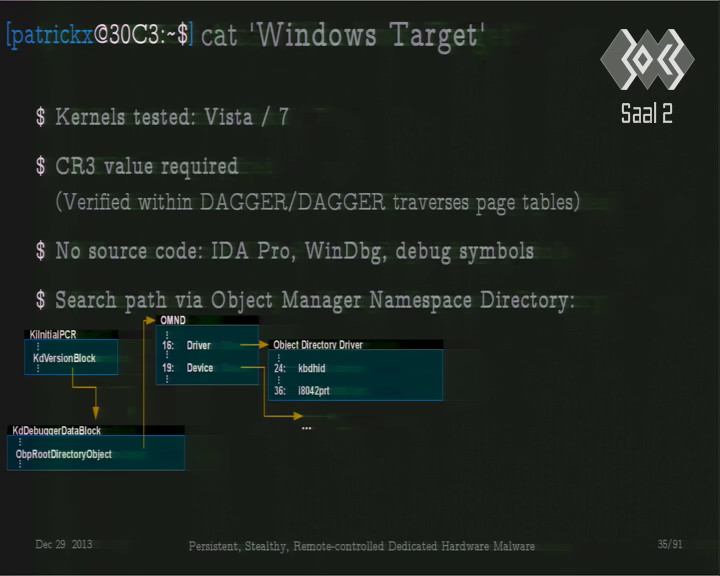 [patrickx@30C3:~$] cat 'Windows Target'
Saal 2
$ Kernels tested: Vista / 7
$ CR3 value required
(Verified within DAGGER/DAGGER traverses page tables)
$ No source code: IDA Pro, WinDbg, debug symbols
$ Search path via Object Manager Namespace Directory:
KiInitialPCR
⋮
KdVersionBlock
⋮
KdDebuggerDataBlock
⋮
ObpRootDirectoryObject
⋮
OMND
⋮
16: Driver
⋮
19: Device
⋮
Object Directory Driver
⋮
24: kbdhid
⋮
36: i8042prt
...
Dec 29 2013
Persistent, Stealthy, Remote-controlled Dedicated Hardware Malware
35/91